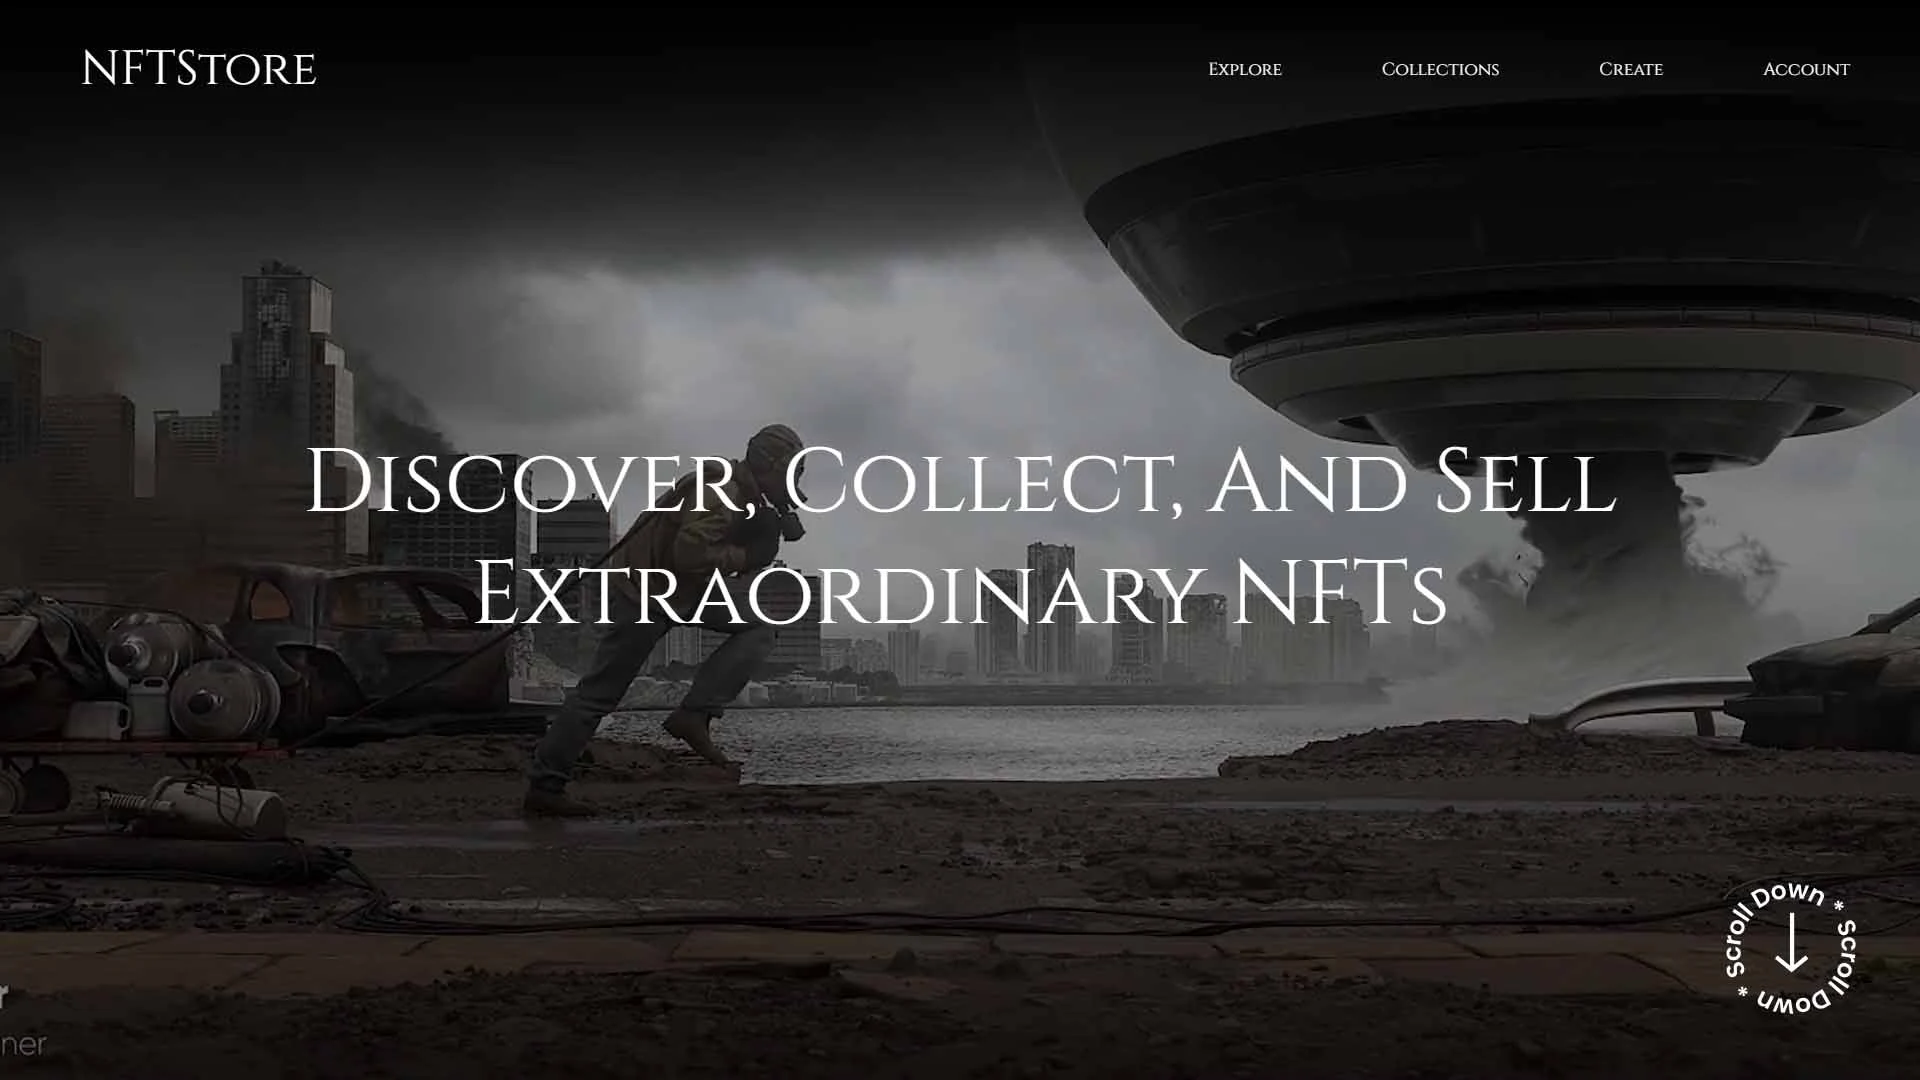 NFTStore
Explore
Collections
Create
Account
Discover, Collect, And Sell
Extraordinary NFTs
Scroll Down * Scroll Down *
r
ner